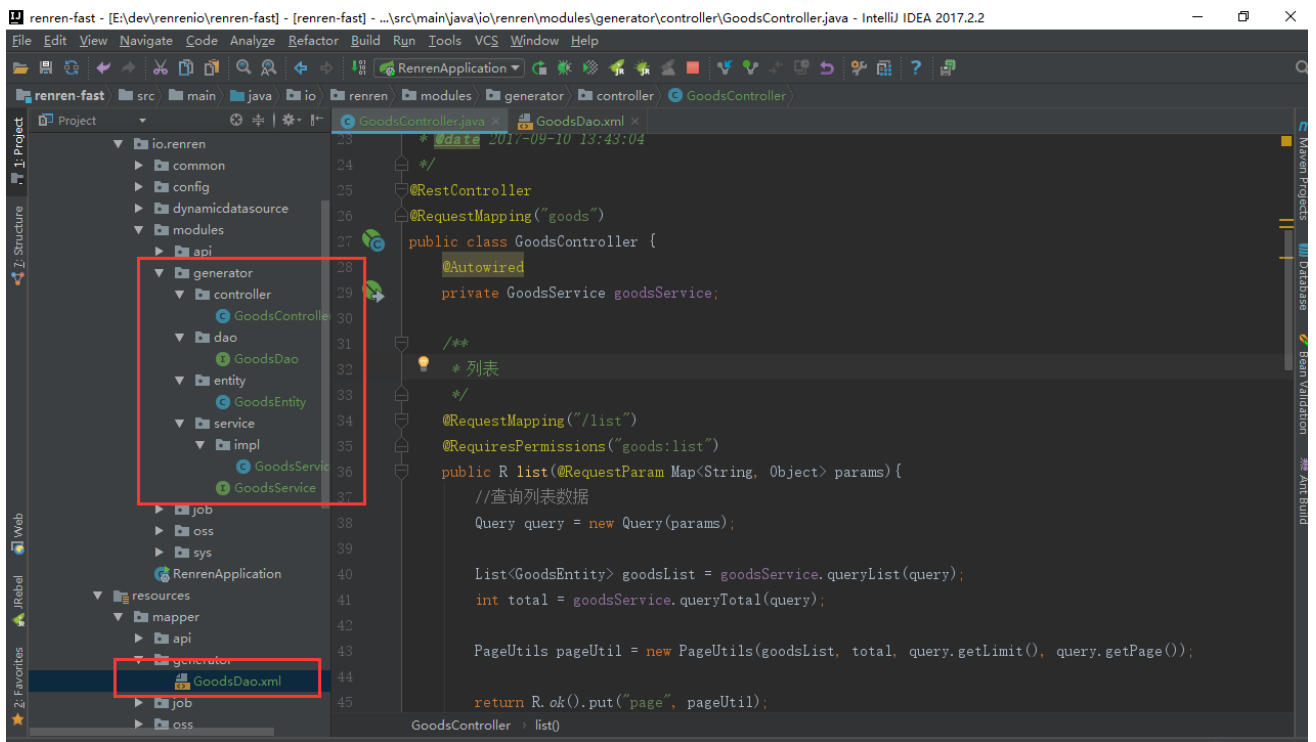 renren-fast - [E:\dev\renrenio\renren-fast] - [renren-fast] - ...\src\main\java\io\renren\modules\generator\controller\GoodsController.java - IntelliJ IDEA 2017.2.2
File Edit View Navigate Code Analyze Refactor Build Run Tools VCS Window Help
RenrenApplication
renren-fast src main java io renren modules generator controller GoodsController
Project
GoodsController.java
GoodsDao.xml
1: Project
7: Structure
Web
JRebel
2: Favorites
io.renren
common
config
dynamicdatasource
modules
api
generator
controller
GoodsControlle
dao
GoodsDao
entity
GoodsEntity
service
impl
GoodsServic
GoodsService
job
oss
sys
RenrenApplication
resources
mapper
api
generator
GoodsDao.xml
job
oss
23 * @date 2017-09-10 13:43:04
24 */
25 @RestController
26 @RequestMapping("goods")
27 public class GoodsController {
28 @Autowired
29 private GoodsService goodsService;
30
31 /**
32 * 列表
33 */
34 @RequestMapping("/list")
35 @RequiresPermissions("goods:list")
36 public R list(@RequestParam Map<String, Object> params){
37 //查询列表数据
38 Query query = new Query(params);
39
40 List<GoodsEntity> goodsList = goodsService.queryList(query);
41 int total = goodsService.queryTotal(query);
42
43 PageUtils pageUtil = new PageUtils(goodsList, total, query.getLimit(), query.getPage());
44
45 return R.ok().put("page", pageUtil);
GoodsController › list()
Maven Projects
Database
Bean Validation
Ant Build